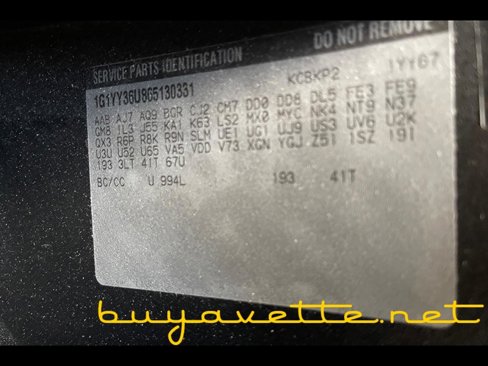 SERVICE PARTS IDENTIFICATION DO NOT REMOVE
1G1YY36U865130331 KC8KP2 1YY67
AAB AJ7 AQ9 BGR CJ2 CM7 DD0 DD8 DL5 FE3 FE9
GM8 IL3 J55 KA1 K63 LS2 MX0 MYC NK4 NT9 N37
QX3 R6P R8K R9N SLM UE1 UG1 UJ9 US3 UV6 U2K
U3U U52 U65 VA5 VDD V73 XGN YGJ Z51 1SZ 19I
193 3LT 41T 67U
BC/CC U 994L 193 41T
buyavette.net